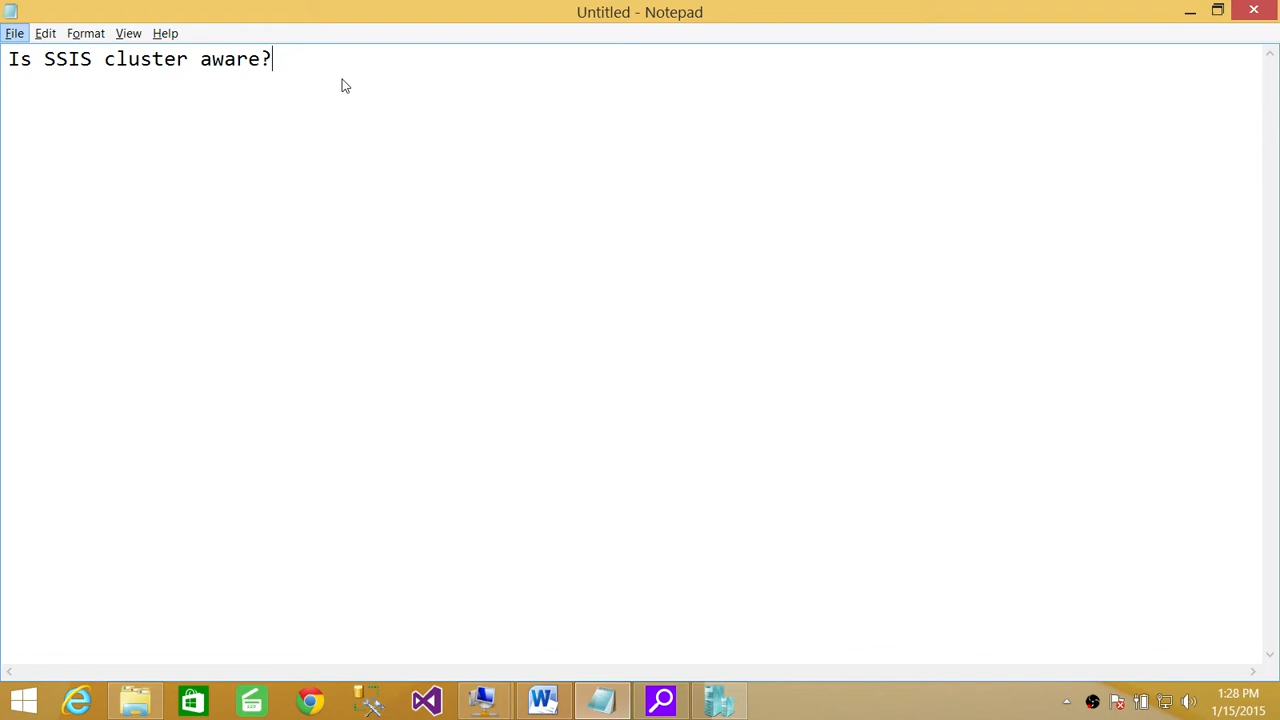 Untitled - Notepad
File Edit Format View Help
Is SSIS cluster aware?
1:28 PM
1/15/2015